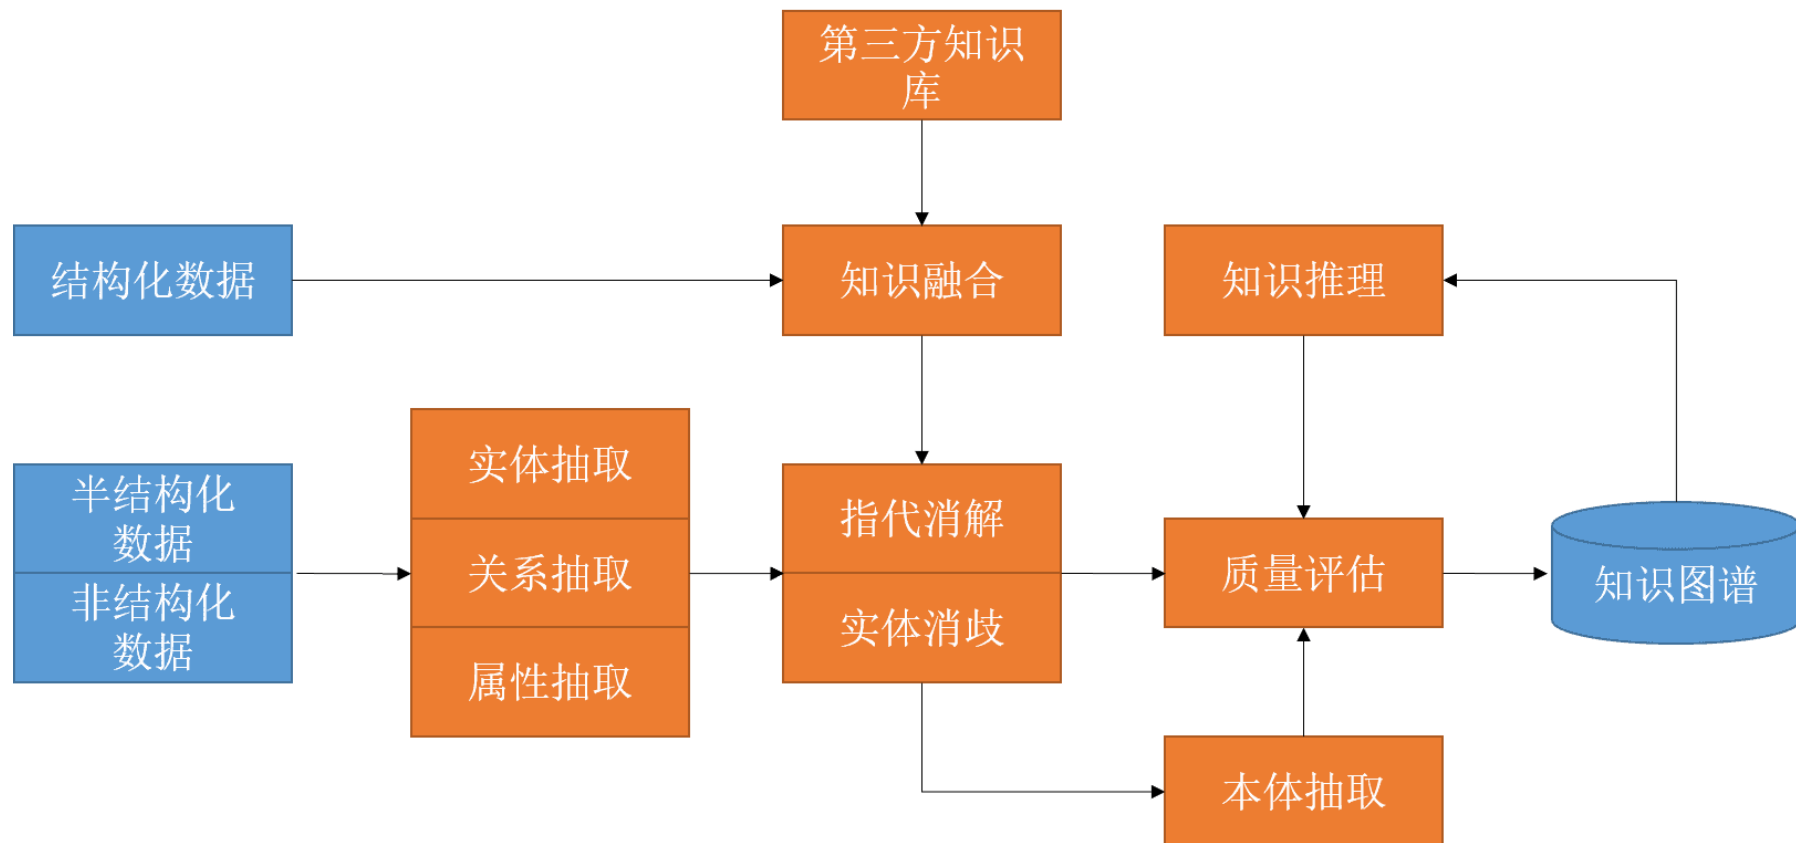 第三方知识
库
结构化数据
知识融合
知识推理
实体抽取
半结构化
数据
指代消解
关系抽取
质量评估
知识图谱
非结构化
数据
实体消歧
属性抽取
本体抽取